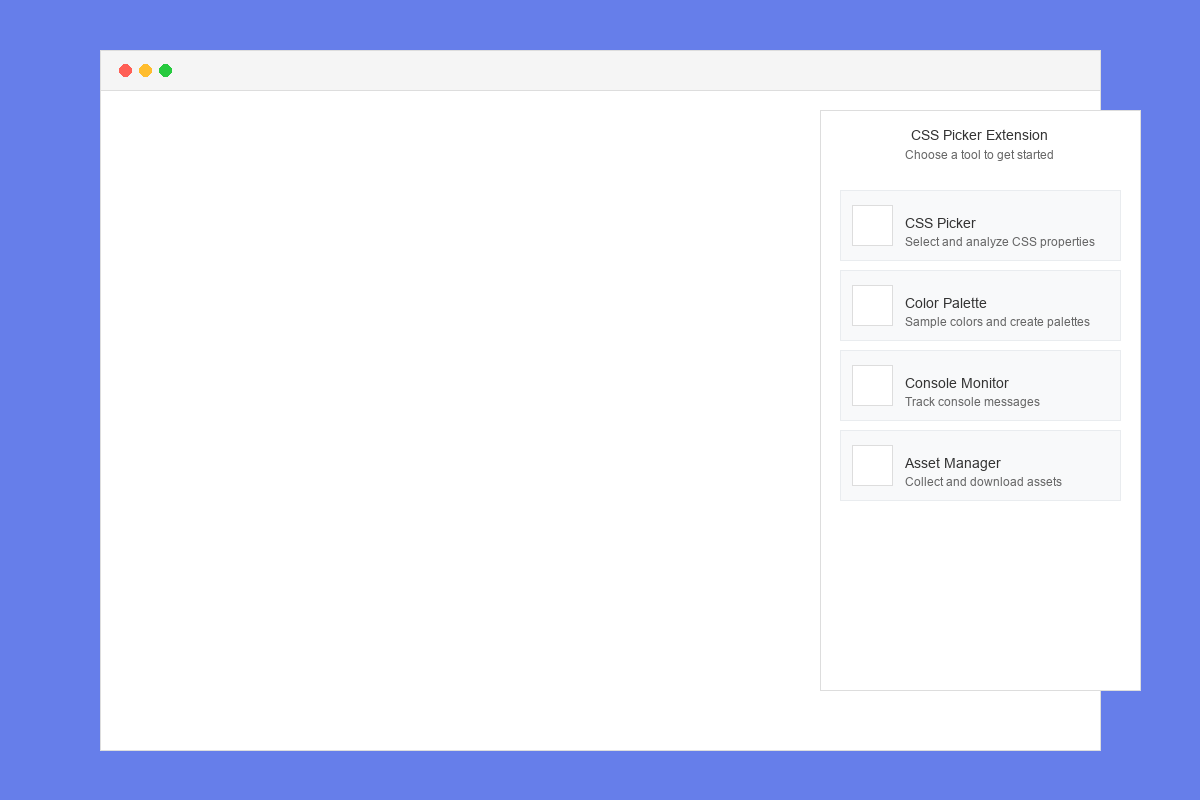 CSS Picker Extension
Choose a tool to get started
CSS Picker
Select and analyze CSS properties
Color Palette
Sample colors and create palettes
Console Monitor
Track console messages
Asset Manager
Collect and download assets